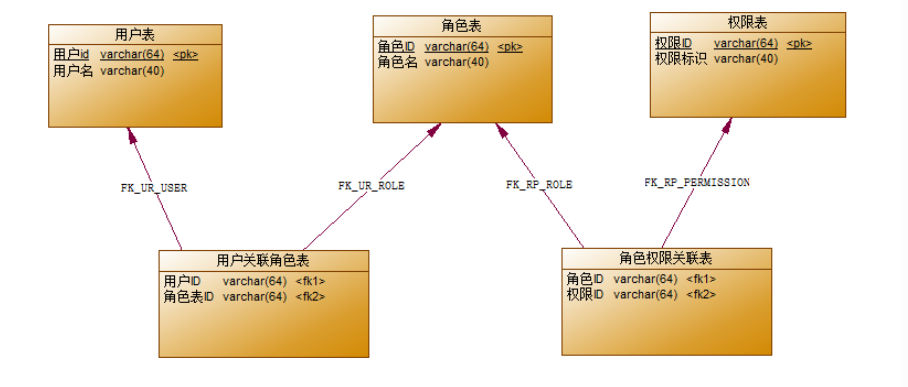 用户表
用户id varchar(64) <pk>
用户名 varchar(40)
角色表
角色ID varchar(64) <pk>
角色名 varchar(40)
权限表
权限ID varchar(64) <pk>
权限标识 varchar(40)
FK_UR_USER
FK_UR_ROLE
FK_RP_ROLE
FK_RP_PERMISSION
用户关联角色表
用户ID varchar(64) <fk1>
角色表ID varchar(64) <fk2>
角色权限关联表
角色ID varchar(64) <fk1>
权限ID varchar(64) <fk2>